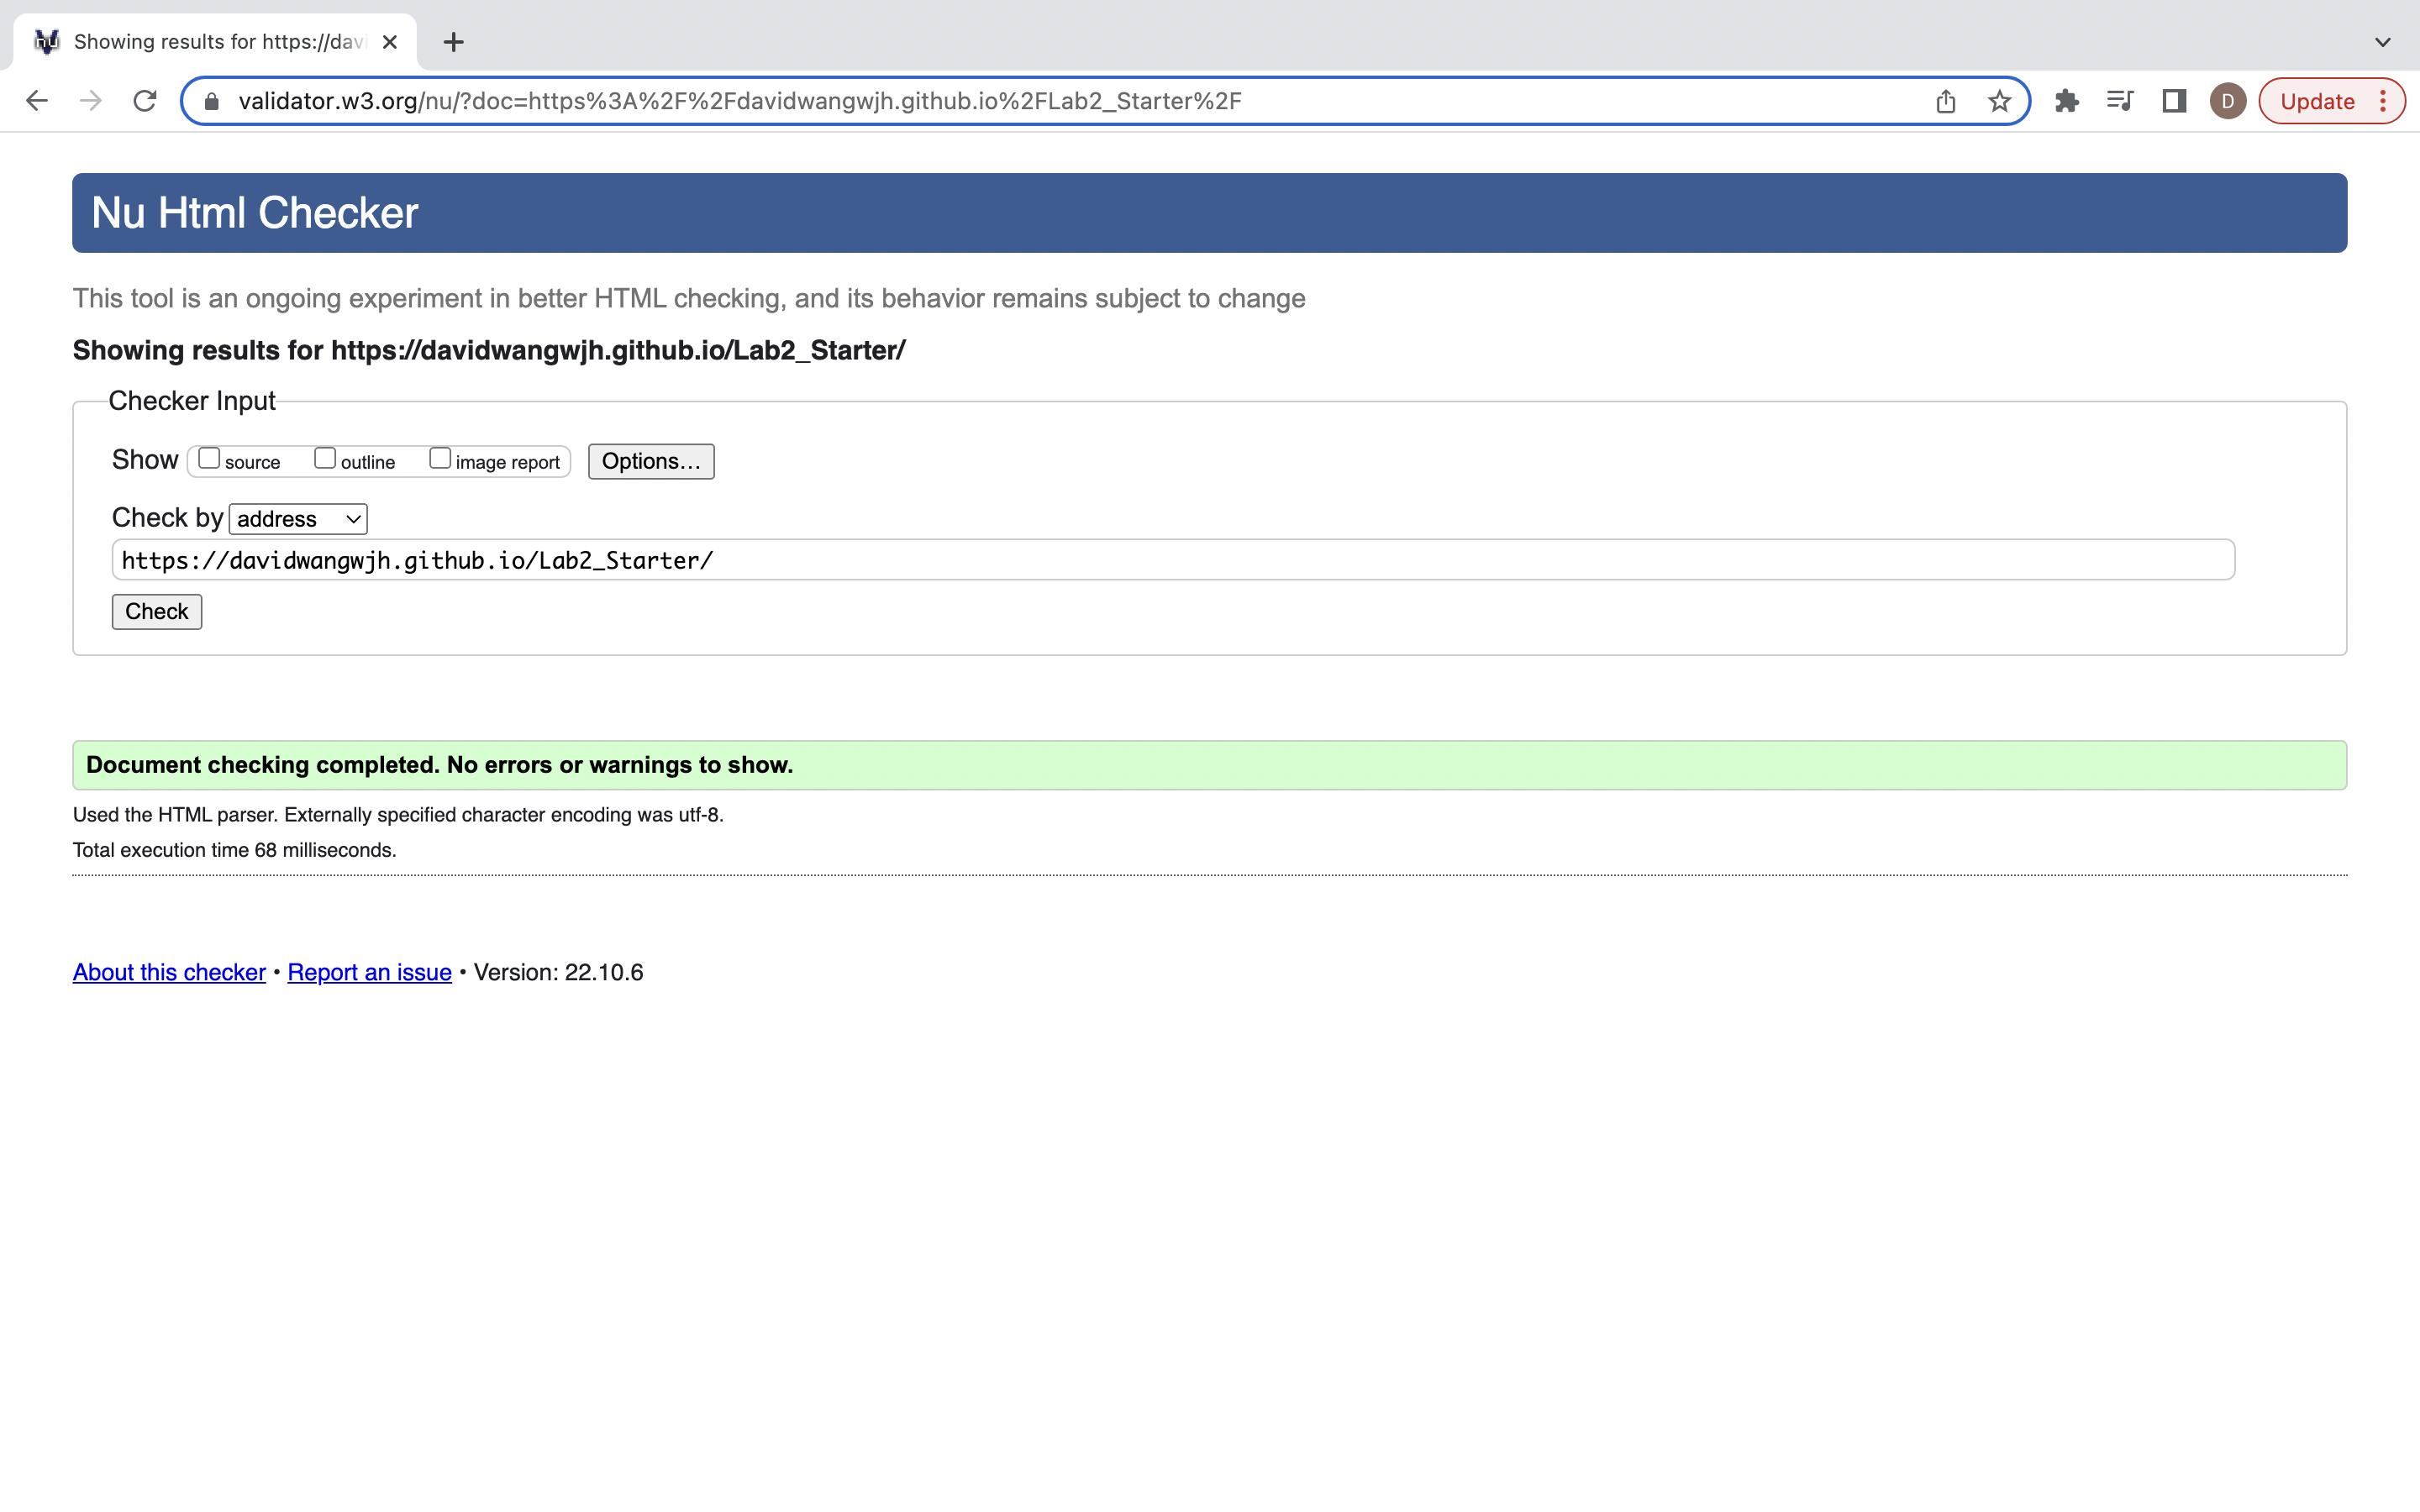 Showing results for https://dav
validator.w3.org/nu/?doc=https%3A%2F%2Fdavidwangwjh.github.io%2FLab2_Starter%2F
D
Update
Nu Html Checker
This tool is an ongoing experiment in better HTML checking, and its behavior remains subject to change
Showing results for https://davidwangwjh.github.io/Lab2_Starter/
Checker Input
Show source outline image report Options...
Check by address
https://davidwangwjh.github.io/Lab2_Starter/
Check
Document checking completed. No errors or warnings to show.
Used the HTML parser. Externally specified character encoding was utf-8.
Total execution time 68 milliseconds.
About this checker • Report an issue • Version: 22.10.6